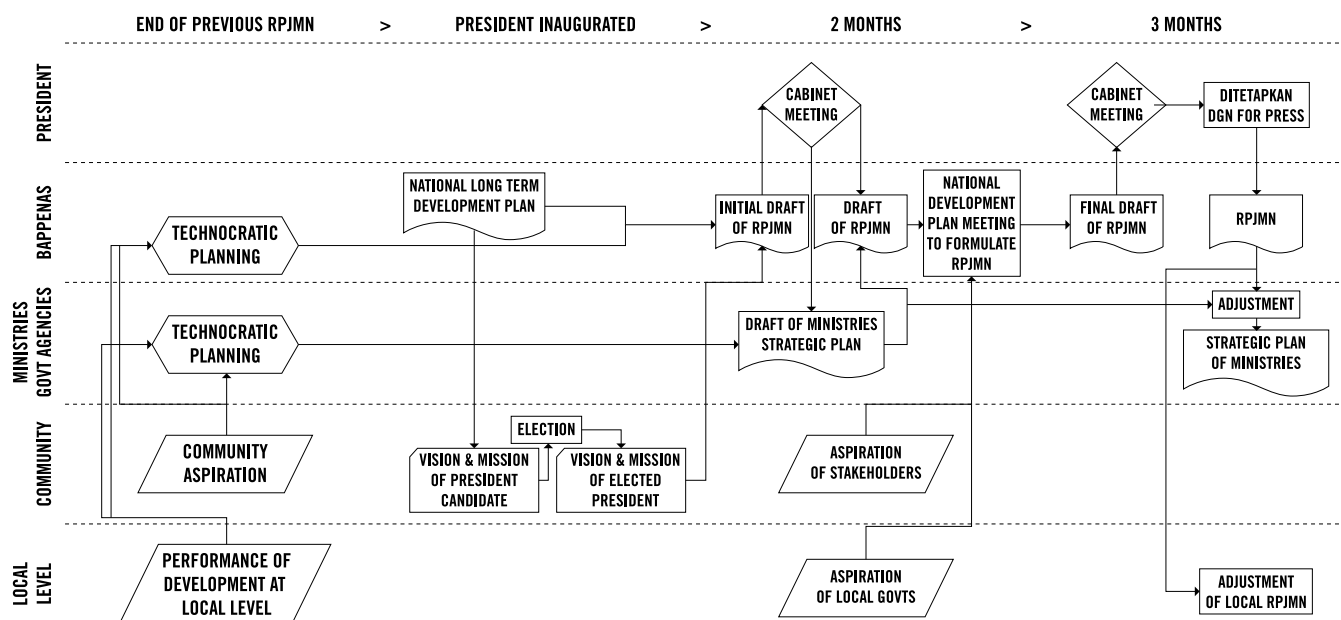 END OF PREVIOUS RPJMN > PRESIDENT INAUGURATED > 2 MONTHS > 3 MONTHS
PRESIDENT
CABINET
MEETING
CABINET
MEETING
DITETAPKAN
DGN FOR PRESS
BAPPENAS
TECHNOCRATIC
PLANNING
NATIONAL LONG TERM
DEVELOPMENT PLAN
INITIAL DRAFT
OF RPJMN
DRAFT
OF RPJMN
NATIONAL
DEVELOPMENT
PLAN MEETING
TO FORMULATE
RPJMN
FINAL DRAFT
OF RPJMN
RPJMN
MINISTRIES
GOVT AGENCIES
TECHNOCRATIC
PLANNING
DRAFT OF MINISTRIES
STRATEGIC PLAN
ADJUSTMENT
STRATEGIC PLAN
OF MINISTRIES
COMMUNITY
COMMUNITY
ASPIRATION
VISION & MISSION
OF PRESIDENT
CANDIDATE
ELECTION
VISION & MISSION
OF ELECTED
PRESIDENT
ASPIRATION
OF STAKEHOLDERS
LOCAL
LEVEL
PERFORMANCE OF
DEVELOPMENT AT
LOCAL LEVEL
ASPIRATION
OF LOCAL GOVTS
ADJUSTMENT
OF LOCAL RPJMN